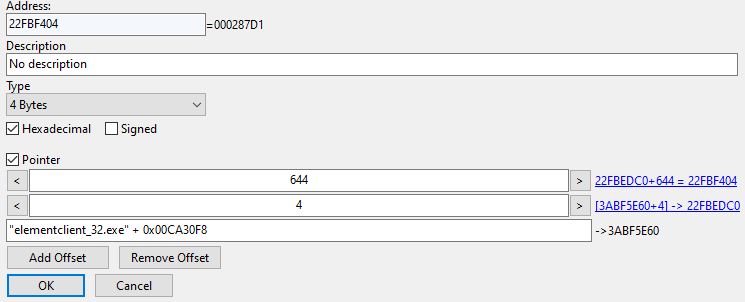 Address:
22FBF404 =000287D1
Description
No description
Type
4 Bytes
Hexadecimal Signed
Pointer
< 644 > 22FBEDC0+644 = 22FBF404
< 4 > [3ABF5E60+4] -> 22FBEDC0
"elementclient_32.exe" + 0x00CA30F8 ->3ABF5E60
Add Offset Remove Offset
OK Cancel